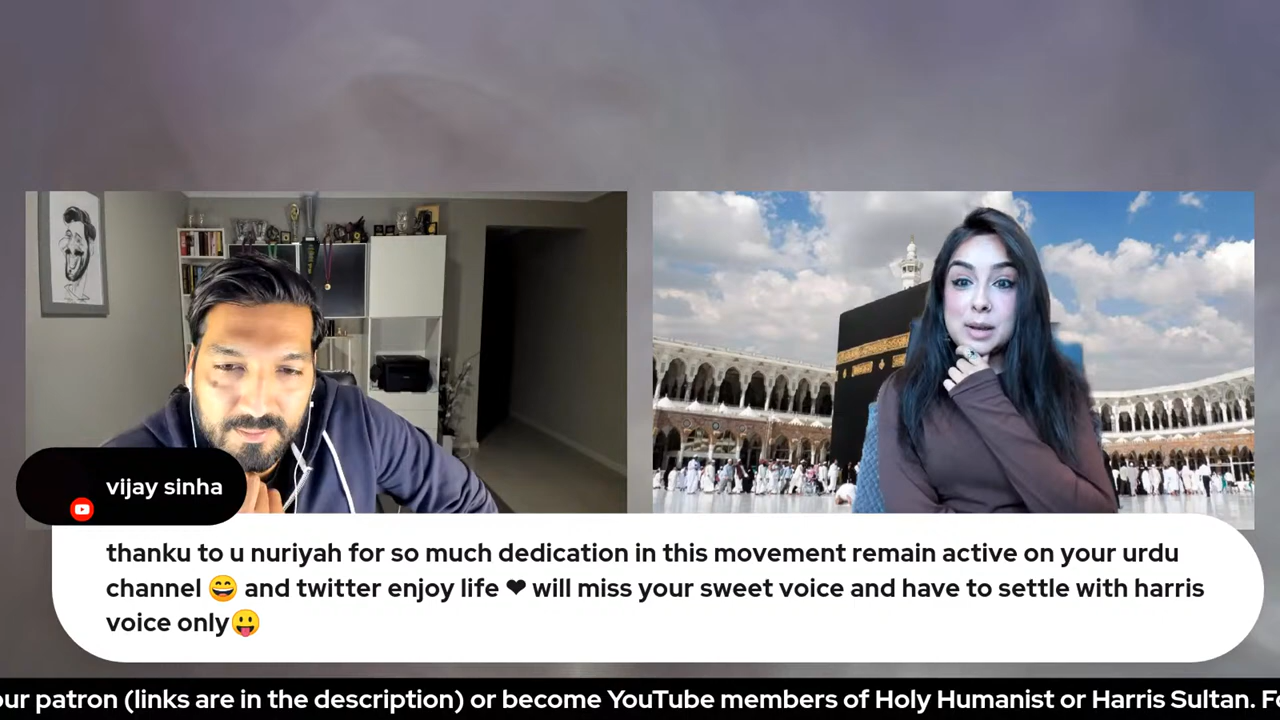 vijay sinha
thanku to u nuriyah for so much dedication in this movement remain active on your urdu
channel 😄 and twitter enjoy life ❤ will miss your sweet voice and have to settle with harris
voice only😛
our patron (links are in the description) or become YouTube members of Holy Humanist or Harris Sultan. Fo